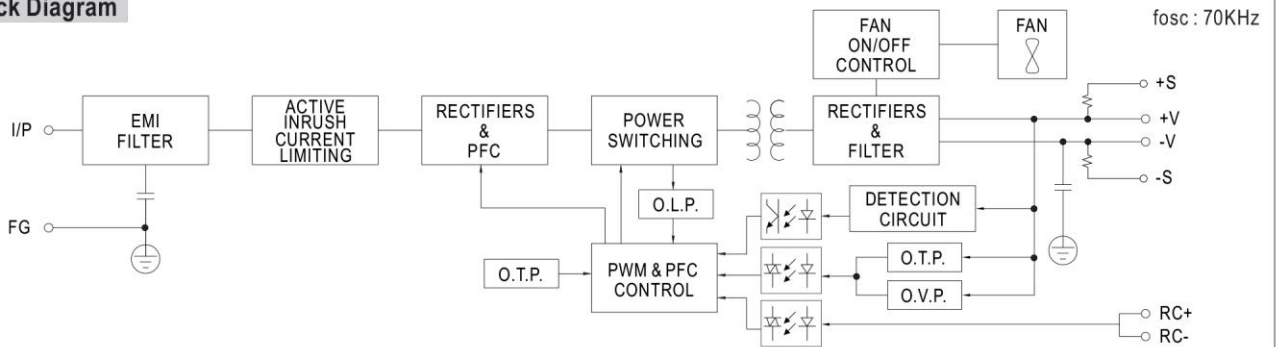 ck Diagram
fosc : 70KHz
FAN
ON/OFF
CONTROL
FAN
I/P
EMI
FILTER
ACTIVE
INRUSH
CURRENT
LIMITING
RECTIFIERS
&
PFC
POWER
SWITCHING
RECTIFIERS
&
FILTER
+S
+V
-V
-S
FG
O.L.P.
DETECTION
CIRCUIT
O.T.P.
PWM & PFC
CONTROL
O.T.P.
O.V.P.
RC+
RC-